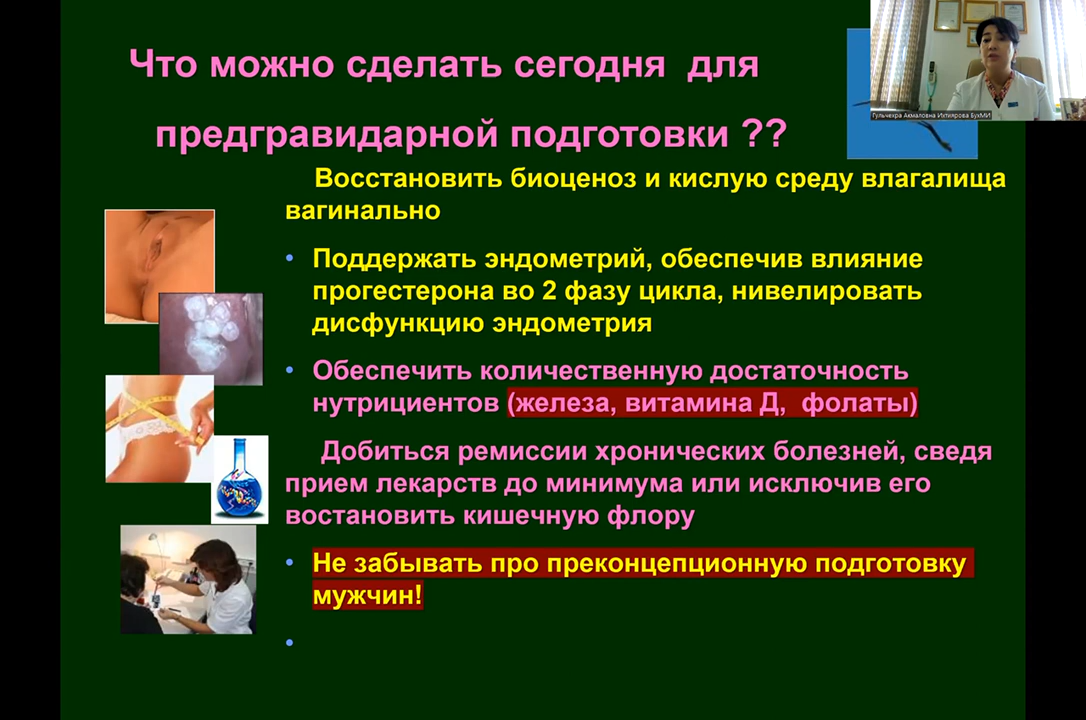 Что можно сделать сегодня для
предгравидарной подготовки ??
Гульчехра Акмаловна Ихтиярова БухМИ
Восстановить биоценоз и кислую среду влагалища
вагинально
• Поддержать эндометрий, обеспечив влияние
прогестерона во 2 фазу цикла, нивелировать
дисфункцию эндометрия
• Обеспечить количественную достаточность
нутрициентов (железа, витамина Д, фолаты)
Добиться ремиссии хронических болезней, сведя
прием лекарств до минимума или исключив его
востановить кишечную флору
• Не забывать про преконцепционную подготовку
мужчин!
•